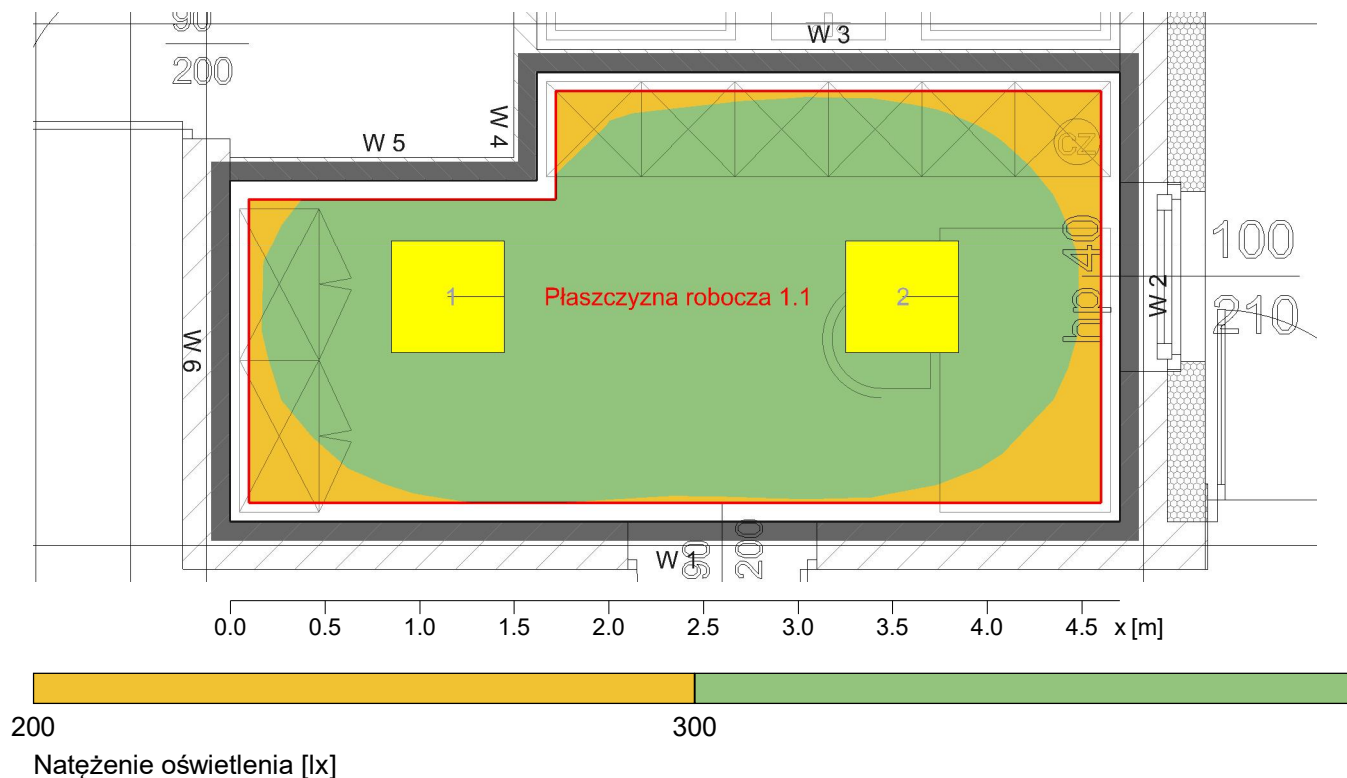 90
200
W 3
W 4
W 5
CZ
100
hp 40
1
Płaszczyzna robocza 1.1
2
W 2
210
W 6
W 1
90
200
0.0 0.5 1.0 1.5 2.0 2.5 3.0 3.5 4.0 4.5 x [m]
200 300
Natężenie oświetlenia [lx]